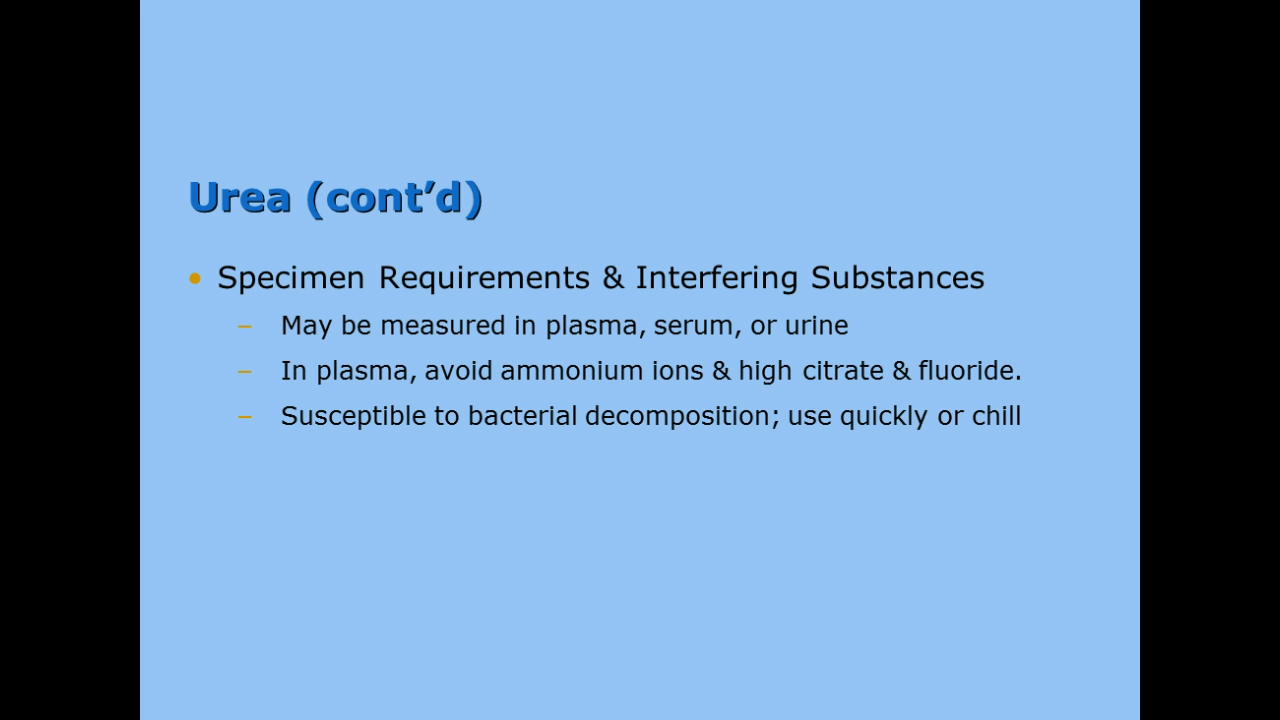 Urea (cont’d)
• Specimen Requirements & Interfering Substances
– May be measured in plasma, serum, or urine
– In plasma, avoid ammonium ions & high citrate & fluoride.
– Susceptible to bacterial decomposition; use quickly or chill